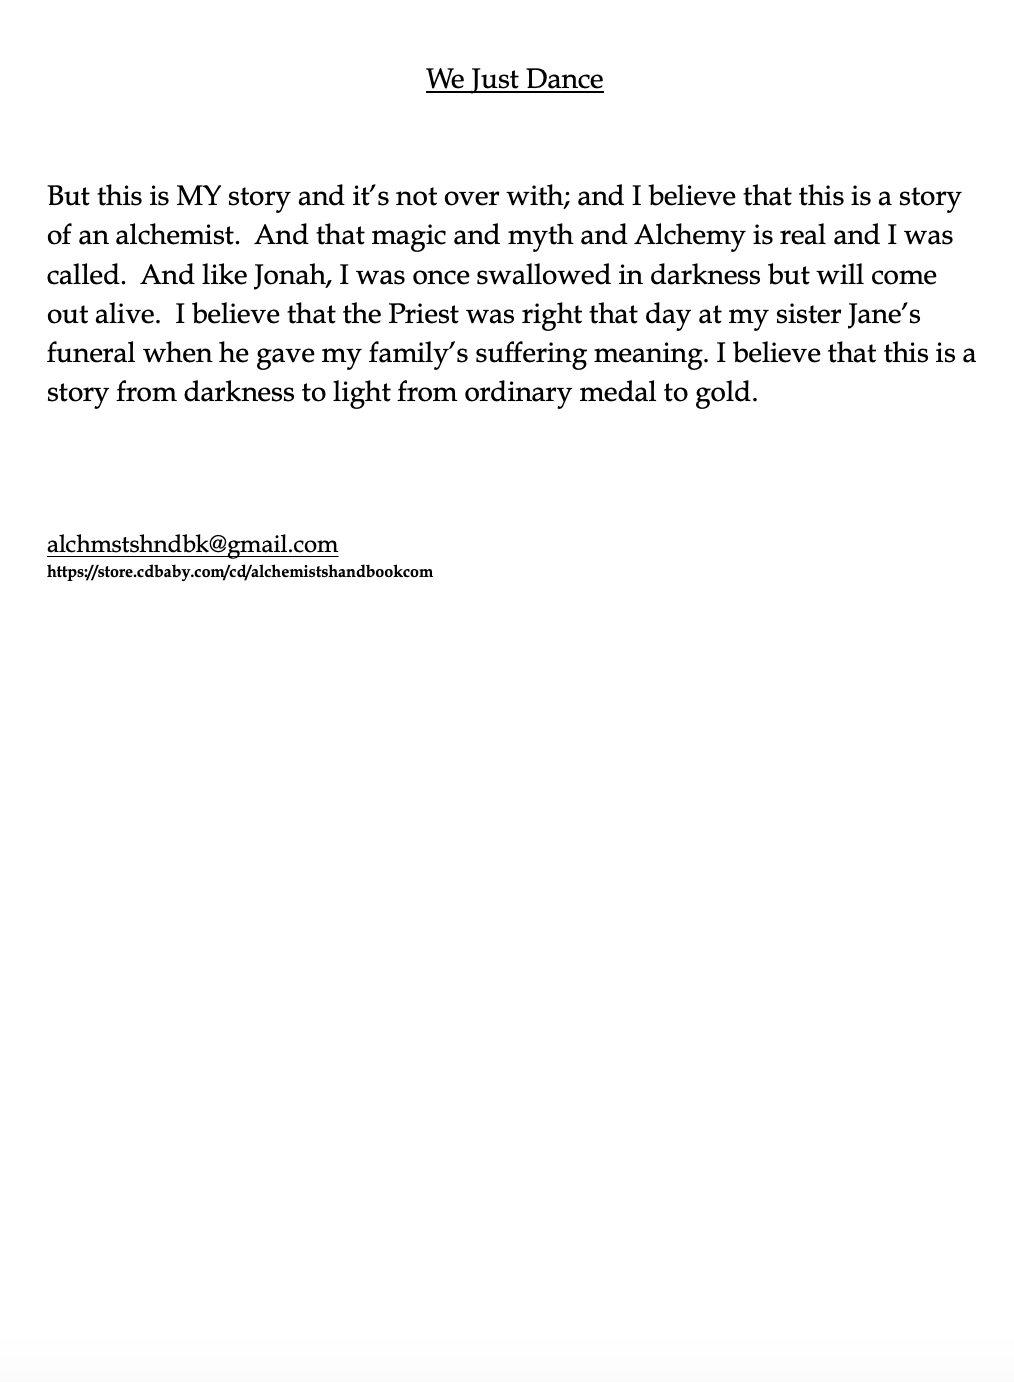 We Just Dance
But this is MY story and it’s not over with; and I believe that this is a story
of an alchemist.  And that magic and myth and Alchemy is real and I was
called.  And like Jonah, I was once swallowed in darkness but will come
out alive.  I believe that the Priest was right that day at my sister Jane’s
funeral when he gave my family’s suffering meaning. I believe that this is a
story from darkness to light from ordinary medal to gold.
alchmstshndbk@gmail.com
https://store.cdbaby.com/cd/alchemistshandbookcom